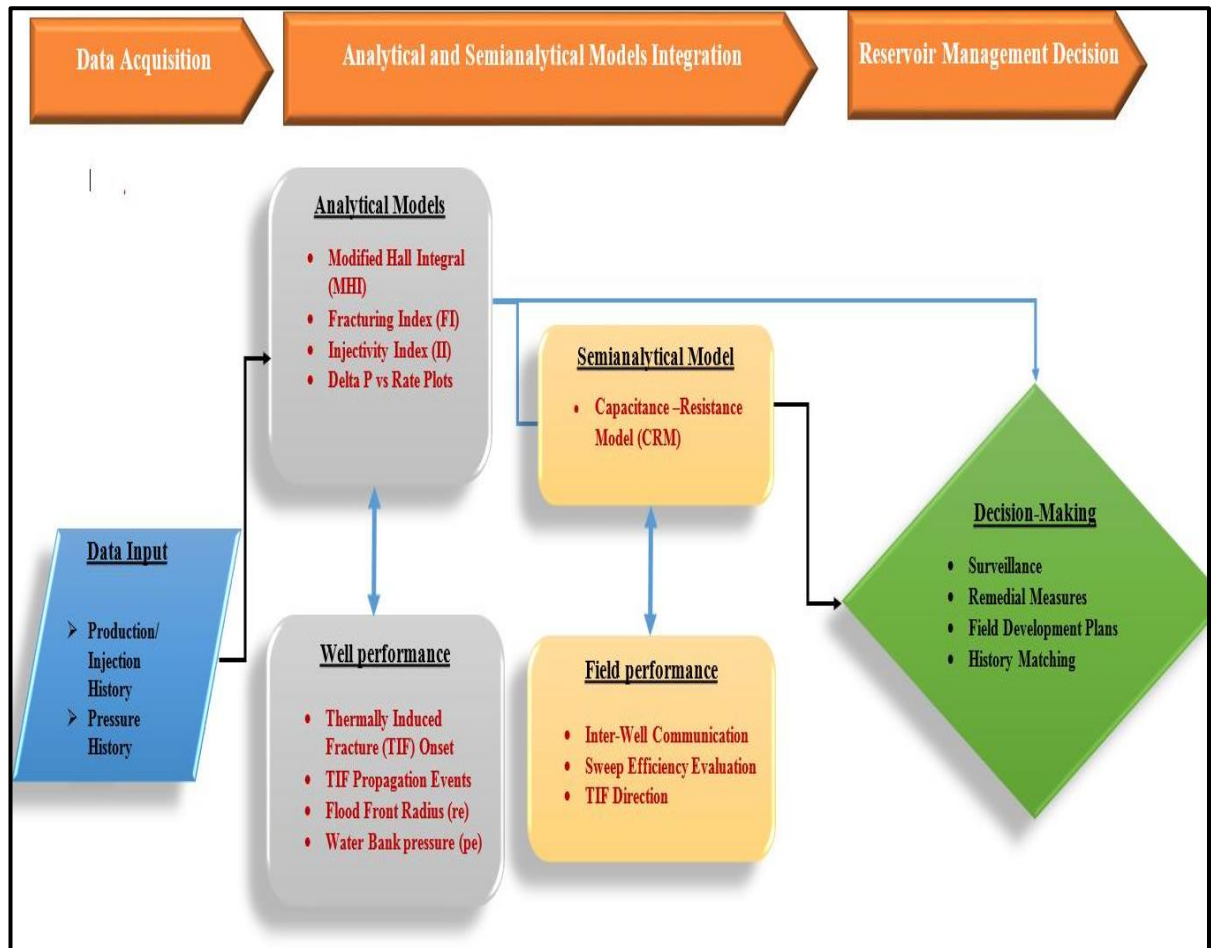 Data Acquisition
Analytical and Semianalytical Models Integration
Reservoir Management Decision
Analytical Models
• Modified Hall Integral
(MHI)
• Fracturing Index (FI)
• Injectivity Index (II)
• Delta P vs Rate Plots
Semianalytical Model
• Capacitance –Resistance
Model (CRM)
Decision-Making
• Surveillance
• Remedial Measures
• Field Development Plans
• History Matching
Data Input
➢ Production/
Injection
History
➢ Pressure
History
Well performance
• Thermally Induced
Fracture (TIF) Onset
• TIF Propagation Events
• Flood Front Radius (re)
• Water Bank pressure (pe)
Field performance
• Inter-Well Communication
• Sweep Efficiency Evaluation
• TIF Direction